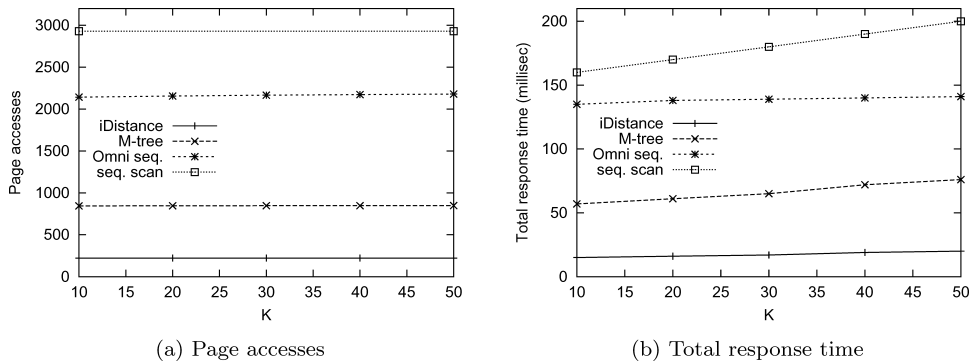 3000
2500
2000
1500
1000
500
0
Page accesses
iDistance
M-tree
Omni seq.
seq. scan
10 15 20 25 30 35 40 45 50
K
(a) Page accesses
200
150
100
50
0
Total response time (millisec)
iDistance
M-tree
Omni seq.
seq. scan
10 15 20 25 30 35 40 45 50
K
(b) Total response time